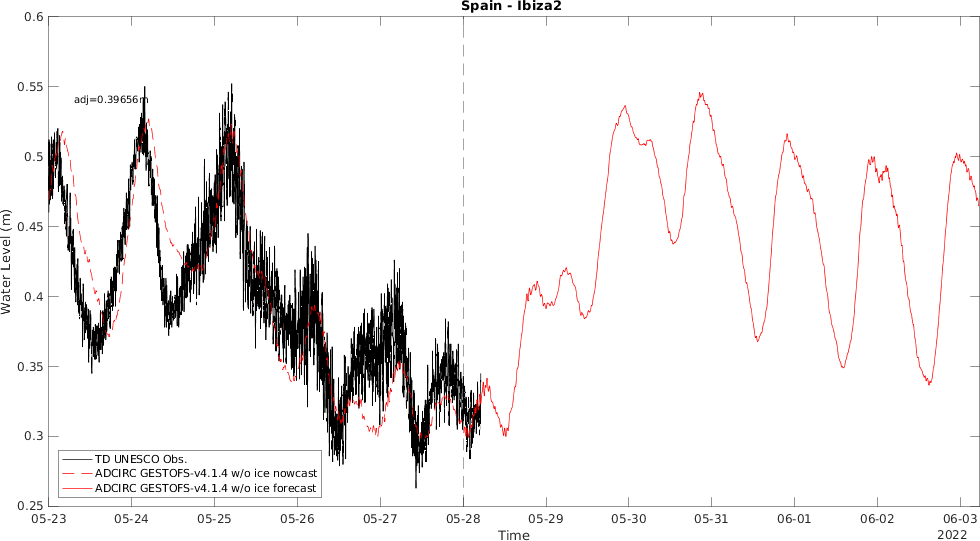 Spain - Ibiza2
0.6
0.55
adj=0.39656m
0.5
0.45
Water Level (m)
0.4
0.35
0.3
TD UNESCO Obs.
ADCIRC GESTOFS-v4.1.4 w/o ice nowcast
ADCIRC GESTOFS-v4.1.4 w/o ice forecast
0.25
05-23 05-24 05-25 05-26 05-27 05-28 05-29 05-30 05-31 06-01 06-02 06-03
Time
2022